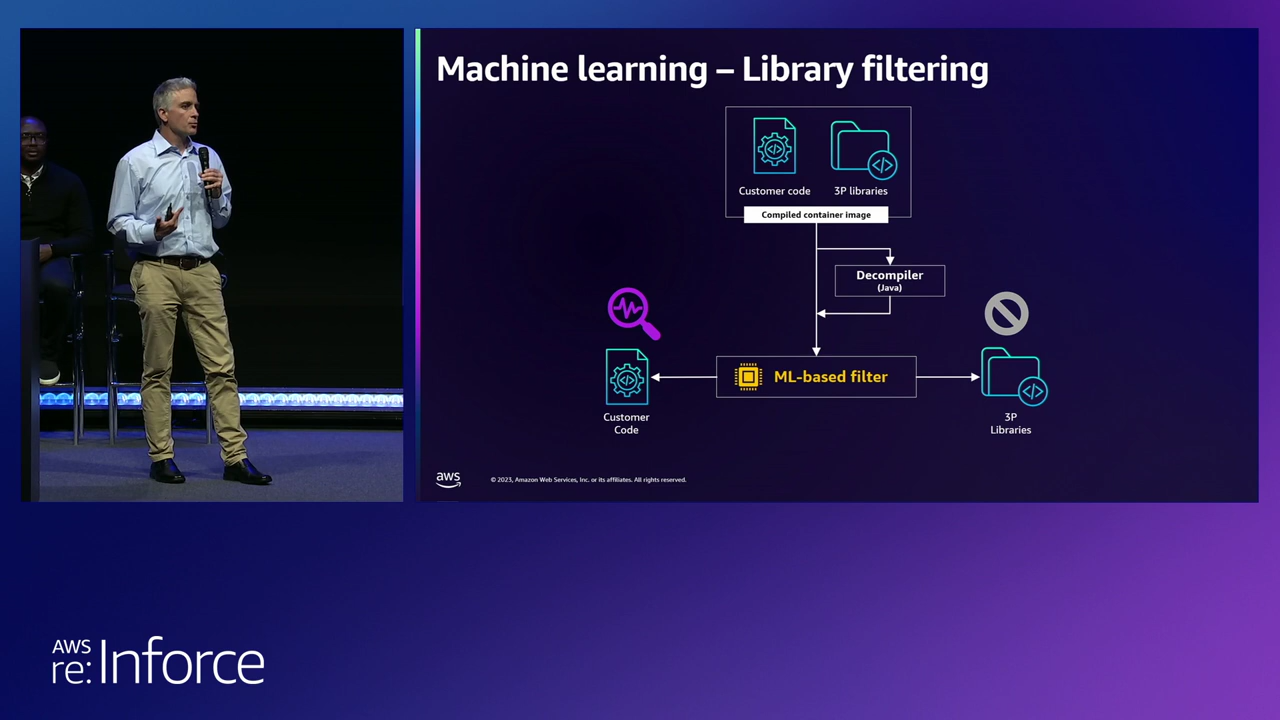 Machine learning – Library filtering
Customer code
3P libraries
Compiled container image
Decompiler
(Java)
ML-based filter
Customer
Code
3P
Libraries
aws
© 2023, Amazon Web Services, Inc. or its affiliates. All rights reserved.
AWS
re:Inforce